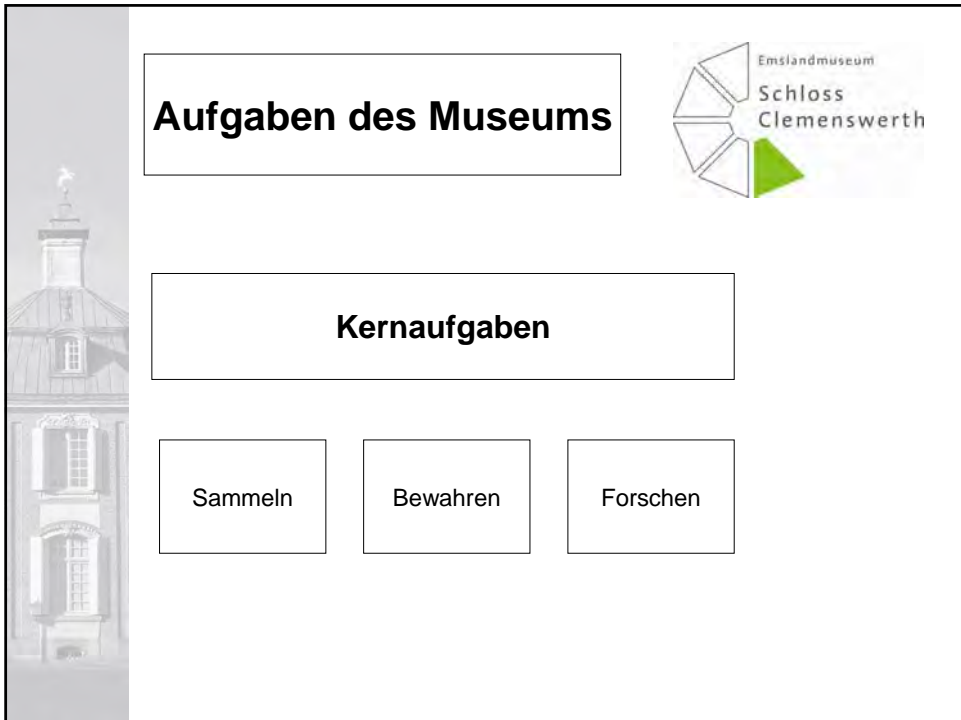 Aufgaben des Museums
Emslandmuseum
Schloss
Clemenswerth
Kernaufgaben
Sammeln
Bewahren
Forschen